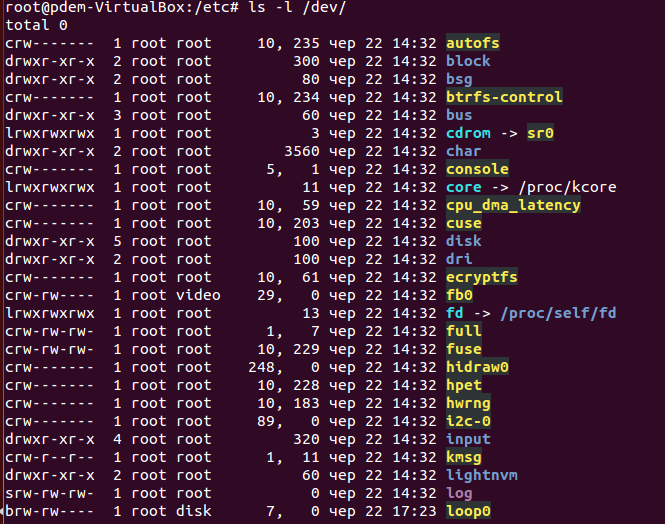 root@pdem-VirtualBox:/etc# ls -l /dev/
total 0
crw-------  1 root root     10, 235 чер 22 14:32 autofs
drwxr-xr-x  2 root root         300 чер 22 14:32 block
drwxr-xr-x  2 root root          80 чер 22 14:32 bsg
crw-------  1 root root     10, 234 чер 22 14:32 btrfs-control
drwxr-xr-x  3 root root          60 чер 22 14:32 bus
lrwxrwxrwx  1 root root           3 чер 22 14:32 cdrom -> sr0
drwxr-xr-x  2 root root        3560 чер 22 14:32 char
crw-------  1 root root      5,   1 чер 22 14:32 console
lrwxrwxrwx  1 root root          11 чер 22 14:32 core -> /proc/kcore
crw-------  1 root root     10,  59 чер 22 14:32 cpu_dma_latency
crw-------  1 root root     10, 203 чер 22 14:32 cuse
drwxr-xr-x  5 root root         100 чер 22 14:32 disk
drwxr-xr-x  2 root root         100 чер 22 14:32 dri
crw-------  1 root root     10,  61 чер 22 14:32 ecryptfs
crw-rw----  1 root video    29,   0 чер 22 14:32 fb0
lrwxrwxrwx  1 root root          13 чер 22 14:32 fd -> /proc/self/fd
crw-rw-rw-  1 root root      1,   7 чер 22 14:32 full
crw-rw-rw-  1 root root     10, 229 чер 22 14:32 fuse
crw-------  1 root root    248,   0 чер 22 14:32 hidraw0
crw-------  1 root root     10, 228 чер 22 14:32 hpet
crw-------  1 root root     10, 183 чер 22 14:32 hwrng
crw-------  1 root root     89,   0 чер 22 14:32 i2c-0
drwxr-xr-x  4 root root         320 чер 22 14:32 input
crw-r--r--  1 root root      1,  11 чер 22 14:32 kmsg
drwxr-xr-x  2 root root          60 чер 22 14:32 lightnvm
srw-rw-rw-  1 root root           0 чер 22 14:32 log
brw-rw----  1 root disk      7,   0 чер 22 17:23 loop0